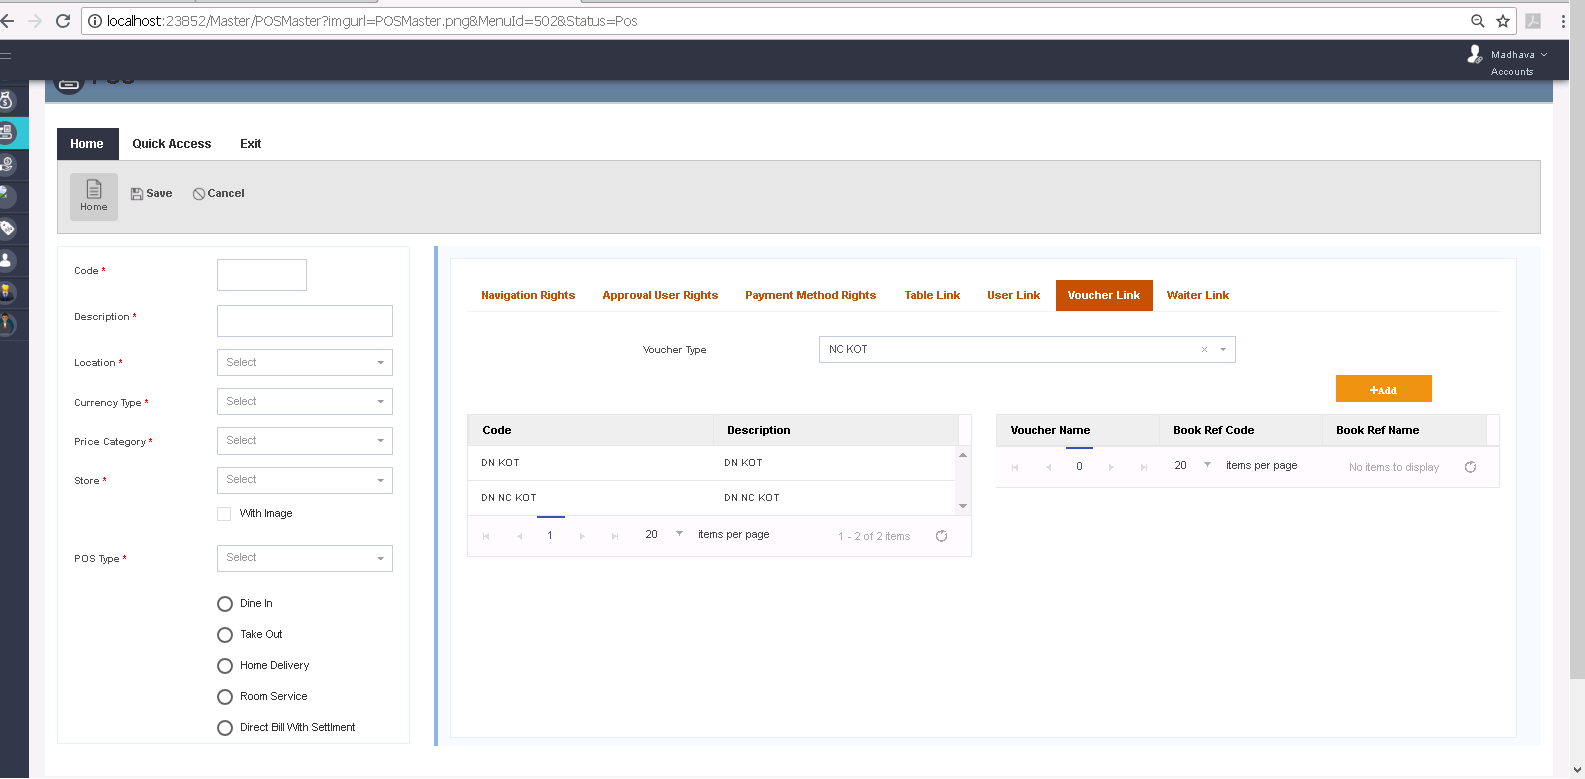 localhost:23852/Master/POSMaster?imgurl=POSMaster.png&MenuId=502&Status=Pos
Madhava
Accounts
Home Quick Access Exit
Home Save Cancel
Code *
Description *
Location * Select
Currency Type * Select
Price Category * Select
Store * Select
With Image
POS Type * Select
Dine In
Take Out
Home Delivery
Room Service
Direct Bill With Settlment
Navigation Rights Approval User Rights Payment Method Rights Table Link User Link Voucher Link Waiter Link
Voucher Type NC KOT ×
+Add
Code Description
DN KOT DN KOT
DN NC KOT DN NC KOT
1 20 items per page 1 - 2 of 2 items
Voucher Name Book Ref Code Book Ref Name
0 20 items per page No items to display